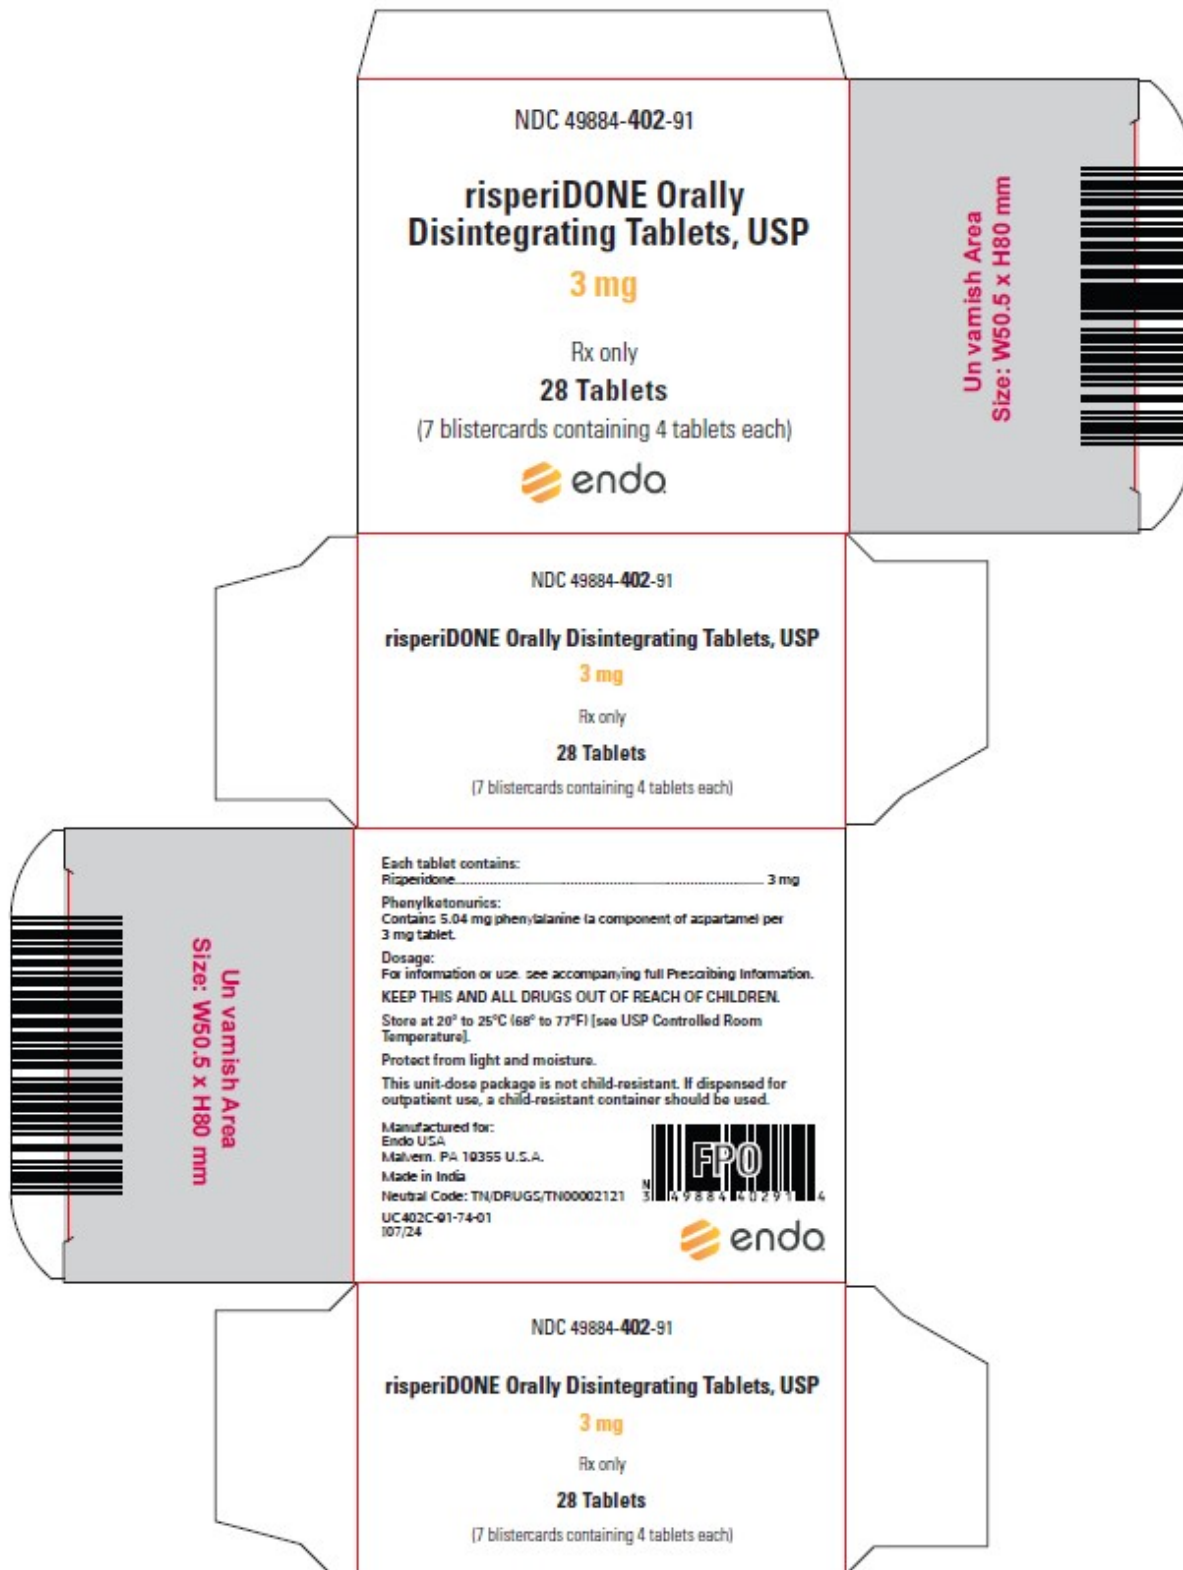 NDC 49884-402-91
risperiDONE Orally
Disintegrating Tablets, USP
3 mg
Rx only
28 Tablets
(7 blistercards containing 4 tablets each)
endo
Un varnish Area
Size: W50.5 x H80 mm
NDC 49884-402-91
risperiDONE Orally Disintegrating Tablets, USP
3 mg
Rx only
28 Tablets
(7 blistercards containing 4 tablets each)
Un varnish Area
Size: W50.5 x H80 mm
Each tablet contains:
Risperidone................................................................ 3 mg
Phenylketonurics:
Contains 5.04 mg phenylalanine (a component of aspartame) per
3 mg tablet.
Dosage:
For information or use, see accompanying full Prescribing Information.
KEEP THIS AND ALL DRUGS OUT OF REACH OF CHILDREN.
Store at 20° to 25°C (68° to 77°F) [see USP Controlled Room
Temperature].
Protect from light and moisture.
This unit-dose package is not child-resistant. If dispensed for
outpatient use, a child-resistant container should be used.
Manufactured for:
Endo USA
Malvern, PA 19355 U.S.A.
Made in India
Neutral Code: TN/DRUGS/TN00002121
UC402C-91-74-01
I07/24
FPO
N
3 49884 40291 4
endo
NDC 49884-402-91
risperiDONE Orally Disintegrating Tablets, USP
3 mg
Rx only
28 Tablets
(7 blistercards containing 4 tablets each)